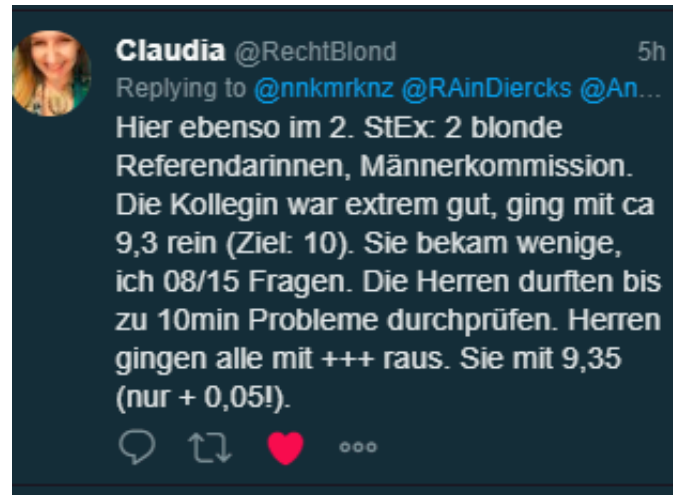 Claudia @RechtBlond 5h
Replying to @nnkmrknz @RAinDiercks @An...
Hier ebenso im 2. StEx: 2 blonde
Referendarinnen, Männerkommission.
Die Kollegin war extrem gut, ging mit ca
9,3 rein (Ziel: 10). Sie bekam wenige,
ich 08/15 Fragen. Die Herren durften bis
zu 10min Probleme durchprüfen. Herren
gingen alle mit +++ raus. Sie mit 9,35
(nur + 0,05!).